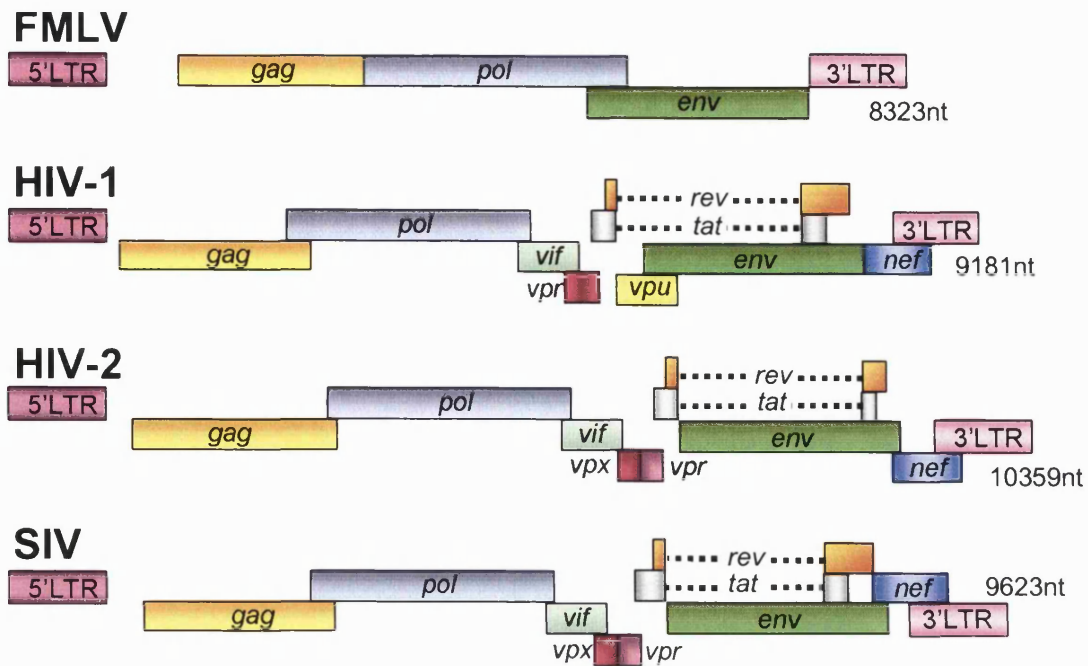 FMLV
5'LTR gag pol 3'LTR
env
8323nt
HIV-1
rev
5'LTR pol tat 3'LTR
gag vif env nef 9181nt
vpr vpu
HIV-2
rev
5'LTR pol tat
gag vif env 3'LTR
vpx vpr nef 10359nt
SIV
rev
5'LTR pol tat nef 9623nt
gag vif env 3'LTR
vpx vpr